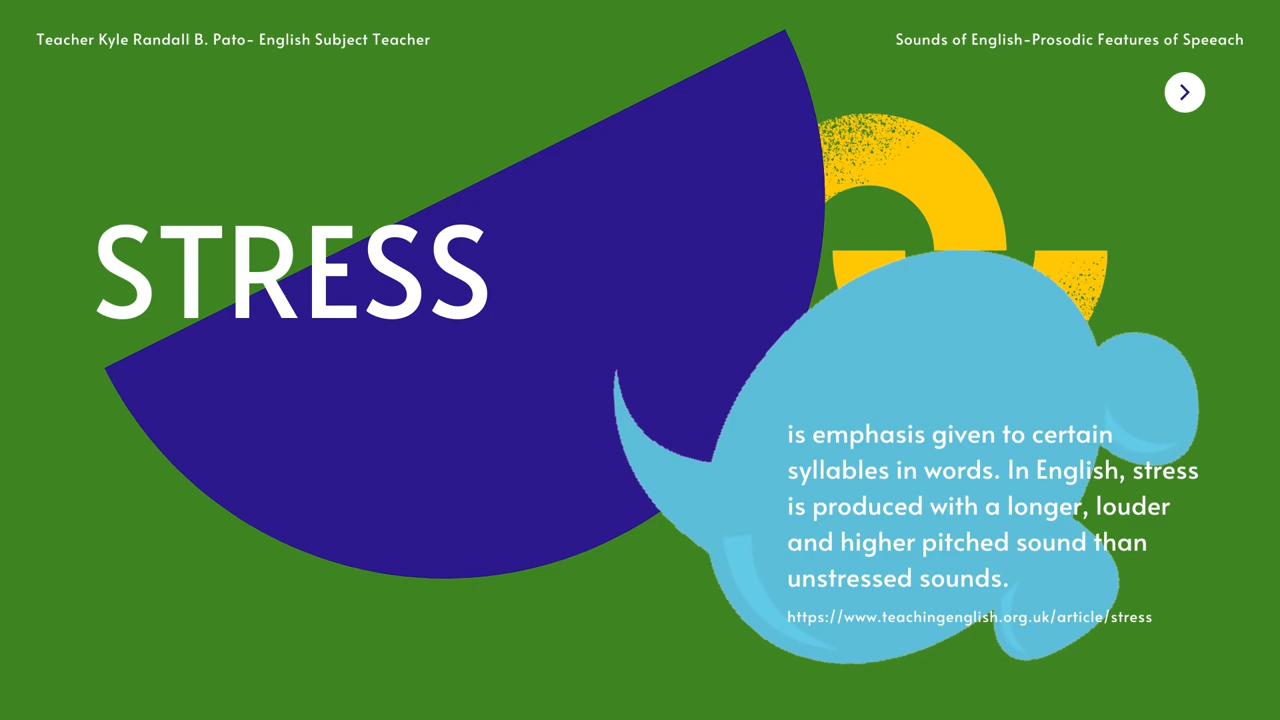 Teacher Kyle Randall B. Pato- English Subject Teacher
Sounds of English-Prosodic Features of Speeach
STRESS
is emphasis given to certain
syllables in words. In English, stress
is produced with a longer, louder
and higher pitched sound than
unstressed sounds.
https://www.teachingenglish.org.uk/article/stress